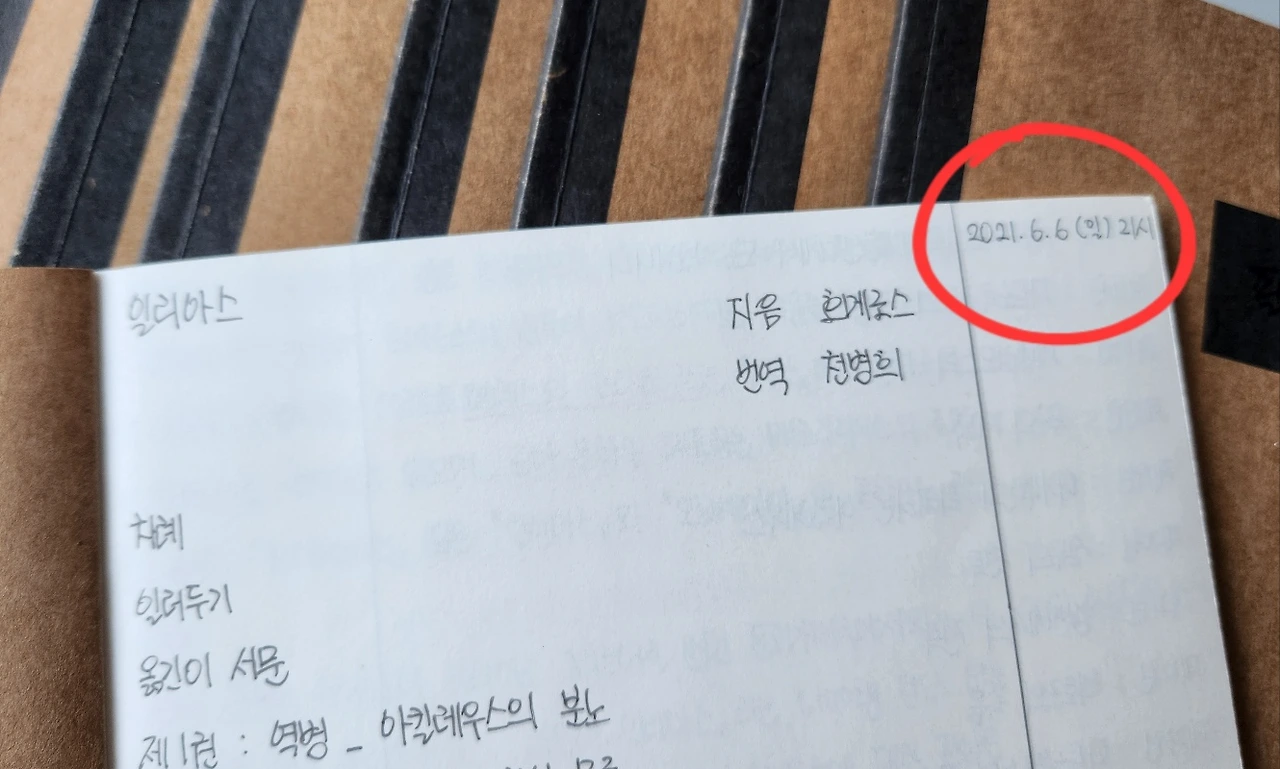 2021. 6. 6 (일) 21시
일리아스
지음 호메로스
번역 천병희
차례
일러두기
옮긴이 서문
제1권 : 역병 _ 아킬레우스의 분노